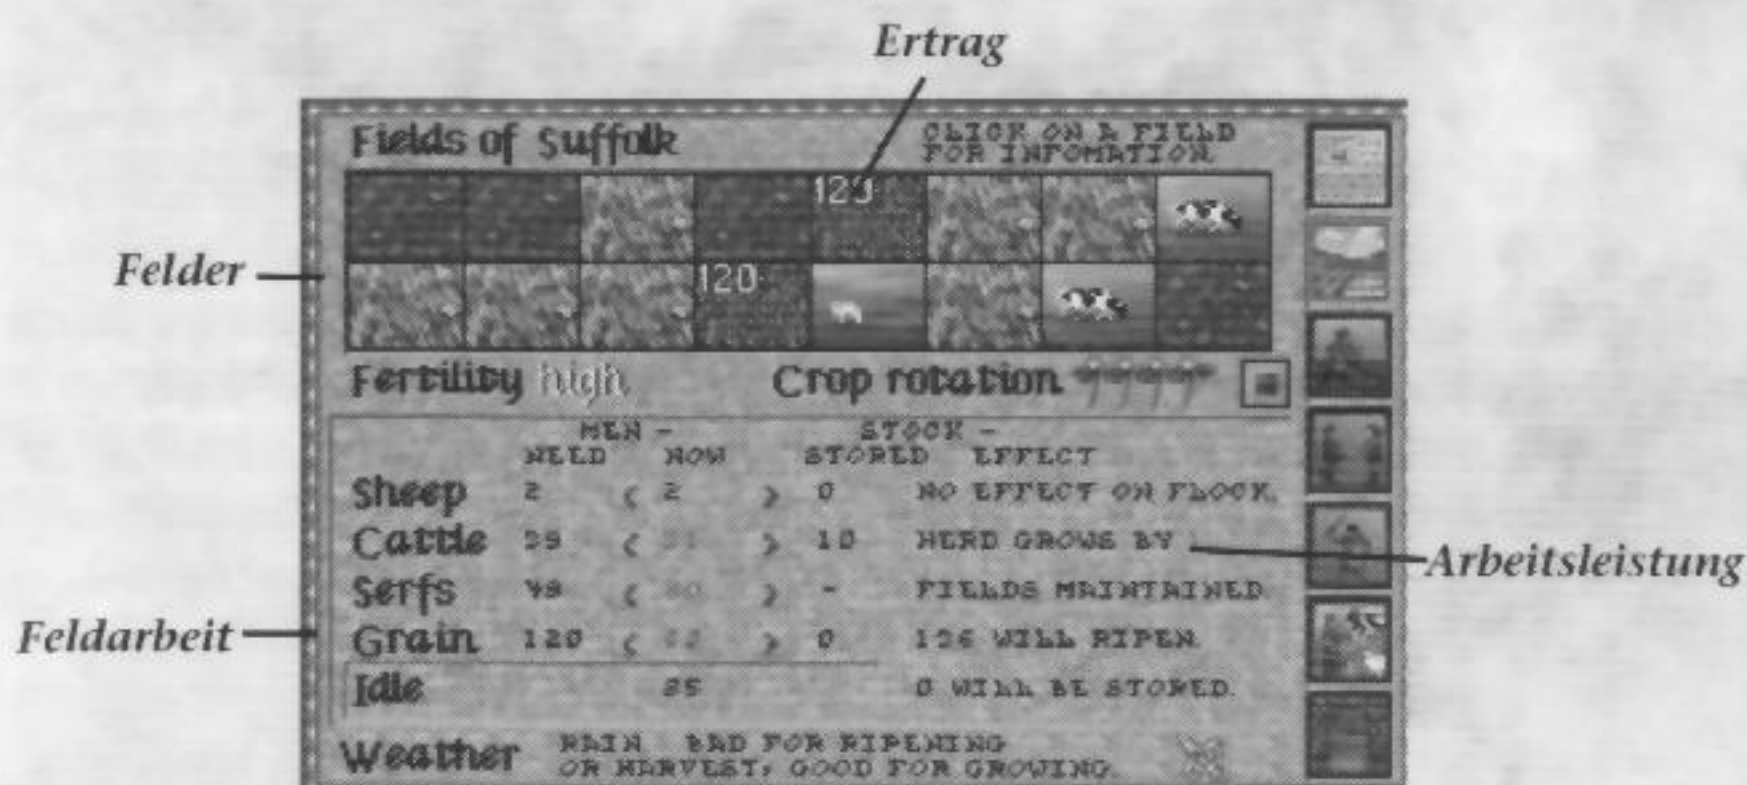 Ertrag
Fields of Suffolk
CLICK ON A FIELD
FOR INFOMATION
120
Felder
120
Fertility high
Crop rotation
MEN - STOCK -
NEED NOW STORED EFFECT
Sheep 2 < 2 > 0 NO EFFECT ON FLOCK.
Cattle < > 10 HERD GROWS BY
Arbeitsleistung
Serfs < > - FIELDS MAINTAINED
Feldarbeit
Grain 120 < > 0 WILL RIPEN.
Idle 0 WILL BE STORED.
Weather RAIN BAD FOR RIPENING
OR HARVEST, GOOD FOR GROWING